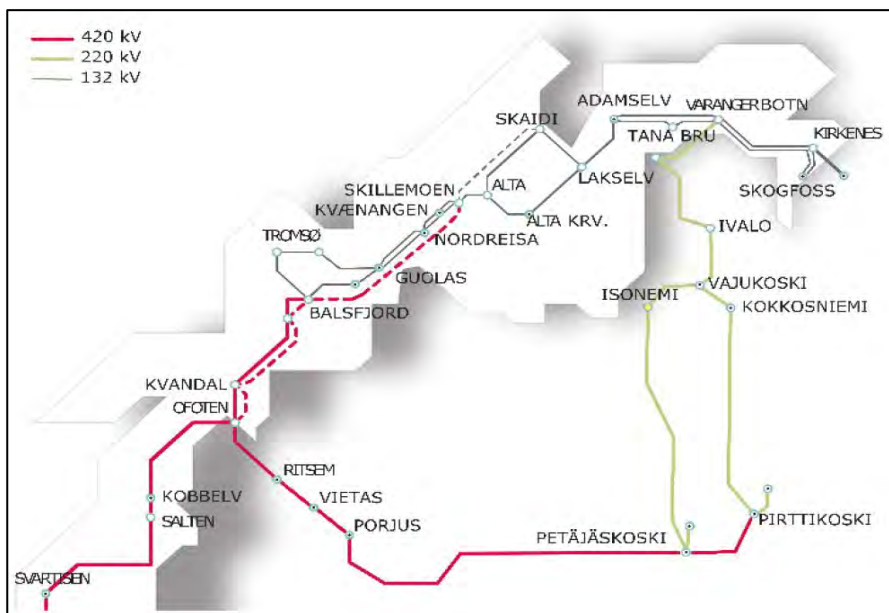 420 kV
220 kV
132 kV
ADAMSELV
VARANGERBOTN
SKAIDI
TANA BRU
KIRKENES
SKILLEMOEN
ALTA
LAKSELV
SKOGFOSS
KVÆNANGEN
ALTA KRV.
TROMSØ
NORDREISA
IVALO
GUOLAS
VAJUKOSKI
ISONEMI
BALSFJORD
KOKKOSNIEMI
KVANDAL
OFOTEN
RITSEM
KOBBELV
VIETAS
SALTEN
PORJUS
PIRTTIKOSKI
PETÄJÄSKOSKI
SVARTISEN